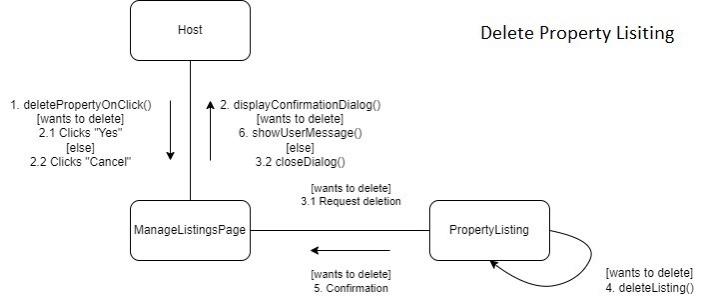 Host
Delete Property Lisiting
1. deletePropertyOnClick()
[wants to delete]
2.1 Clicks "Yes"
[else]
2.2 Clicks "Cancel"
2. displayConfirmationDialog()
[wants to delete]
6. showUserMessage()
[else]
3.2 closeDialog()
[wants to delete]
3.1 Request deletion
ManageListingsPage
PropertyListing
[wants to delete]
5. Confirmation
[wants to delete]
4. deleteListing()